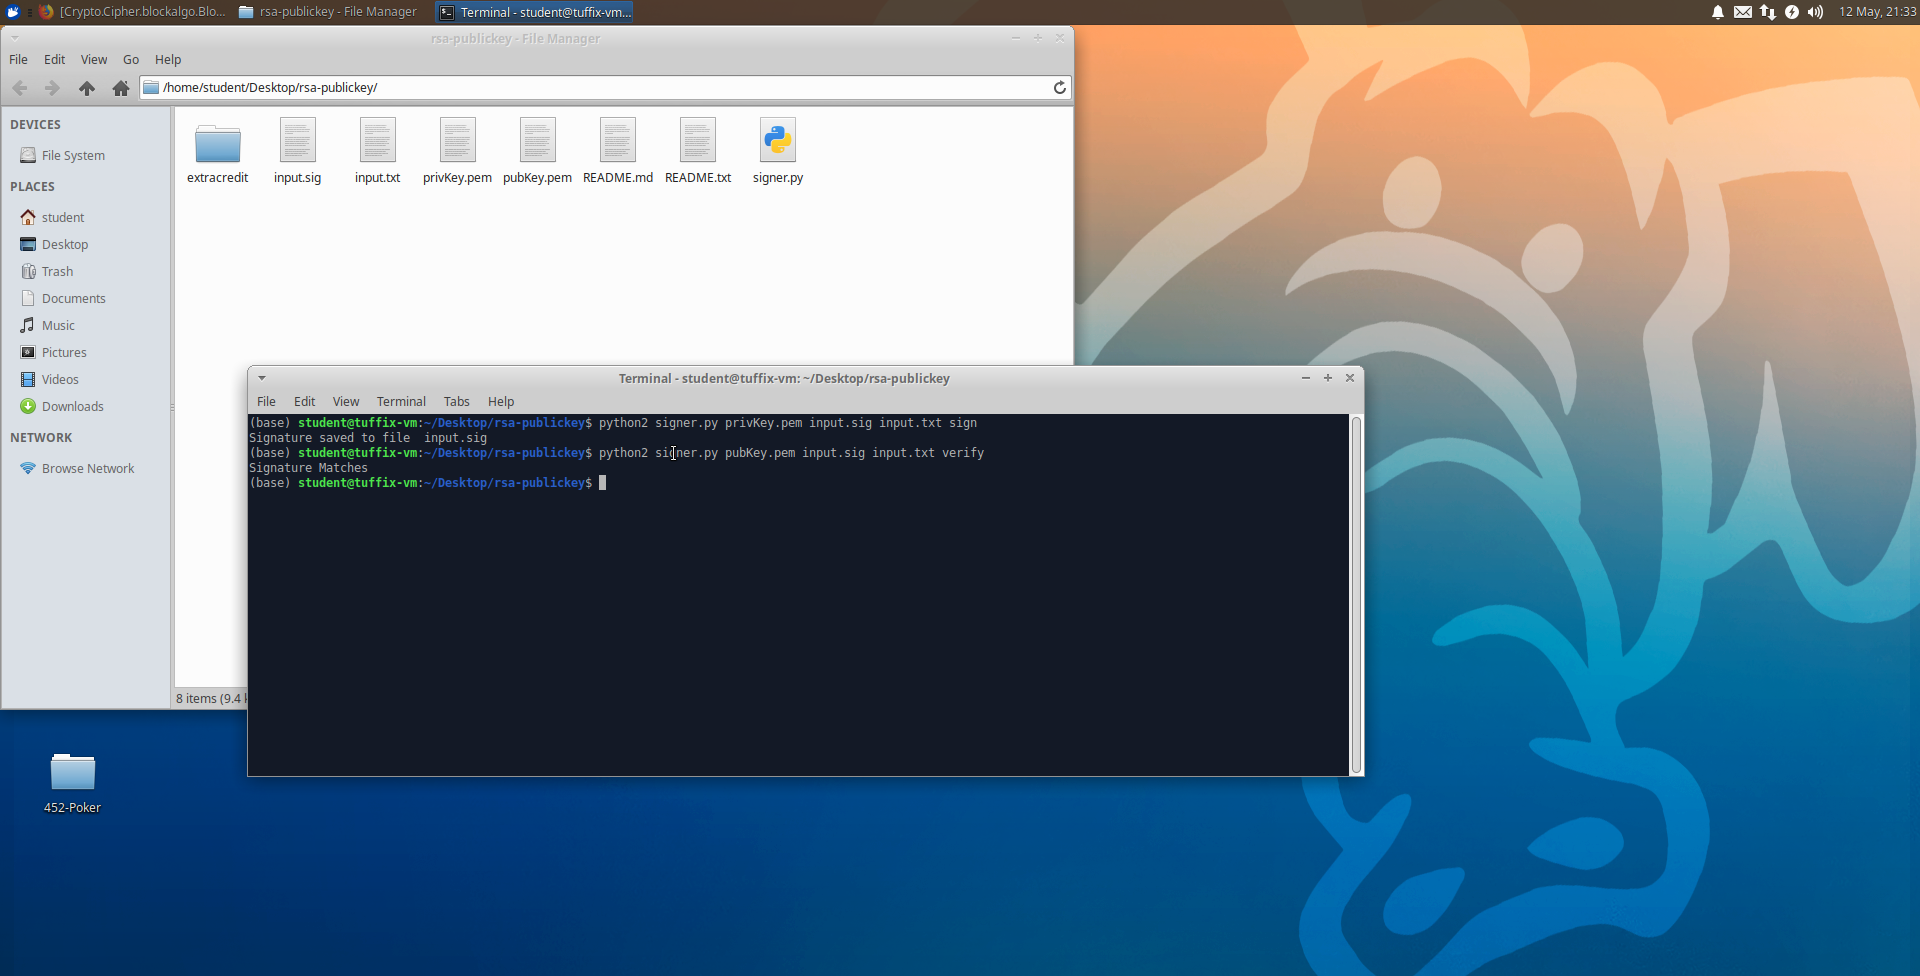 [Crypto.Cipher.blockalgo.Blo... rsa-publickey - File Manager Terminal - student@tuffix-vm... 12 May, 21:33
rsa-publickey - File Manager
File Edit View Go Help
/home/student/Desktop/rsa-publickey/
DEVICES
File System
PLACES
student
Desktop
Trash
Documents
Music
Pictures
Videos
Downloads
NETWORK
Browse Network
extracredit input.sig input.txt privKey.pem pubKey.pem README.md README.txt signer.py
8 items (9.4
Terminal - student@tuffix-vm: ~/Desktop/rsa-publickey
File Edit View Terminal Tabs Help
(base) student@tuffix-vm:~/Desktop/rsa-publickey$ python2 signer.py privKey.pem input.sig input.txt sign
Signature saved to file  input.sig
(base) student@tuffix-vm:~/Desktop/rsa-publickey$ python2 signer.py pubKey.pem input.sig input.txt verify
Signature Matches
(base) student@tuffix-vm:~/Desktop/rsa-publickey$
452-Poker